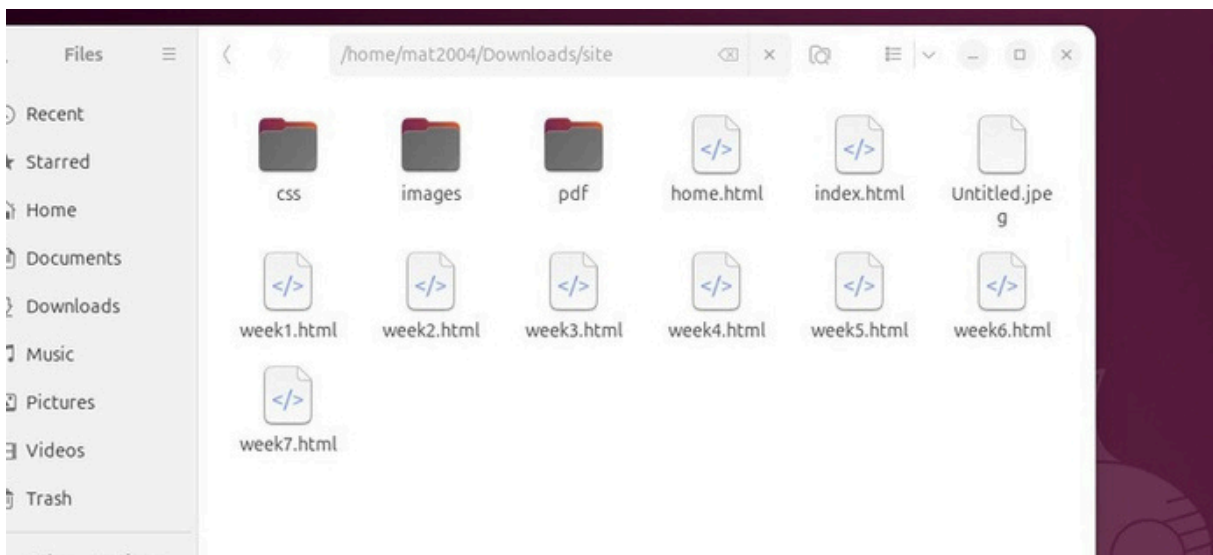 Files
/home/mat2004/Downloads/site
Recent
Starred
Home
Documents
Downloads
Music
Pictures
Videos
Trash
css
images
pdf
home.html
index.html
Untitled.jpe
g
week1.html
week2.html
week3.html
week4.html
week5.html
week6.html
week7.html